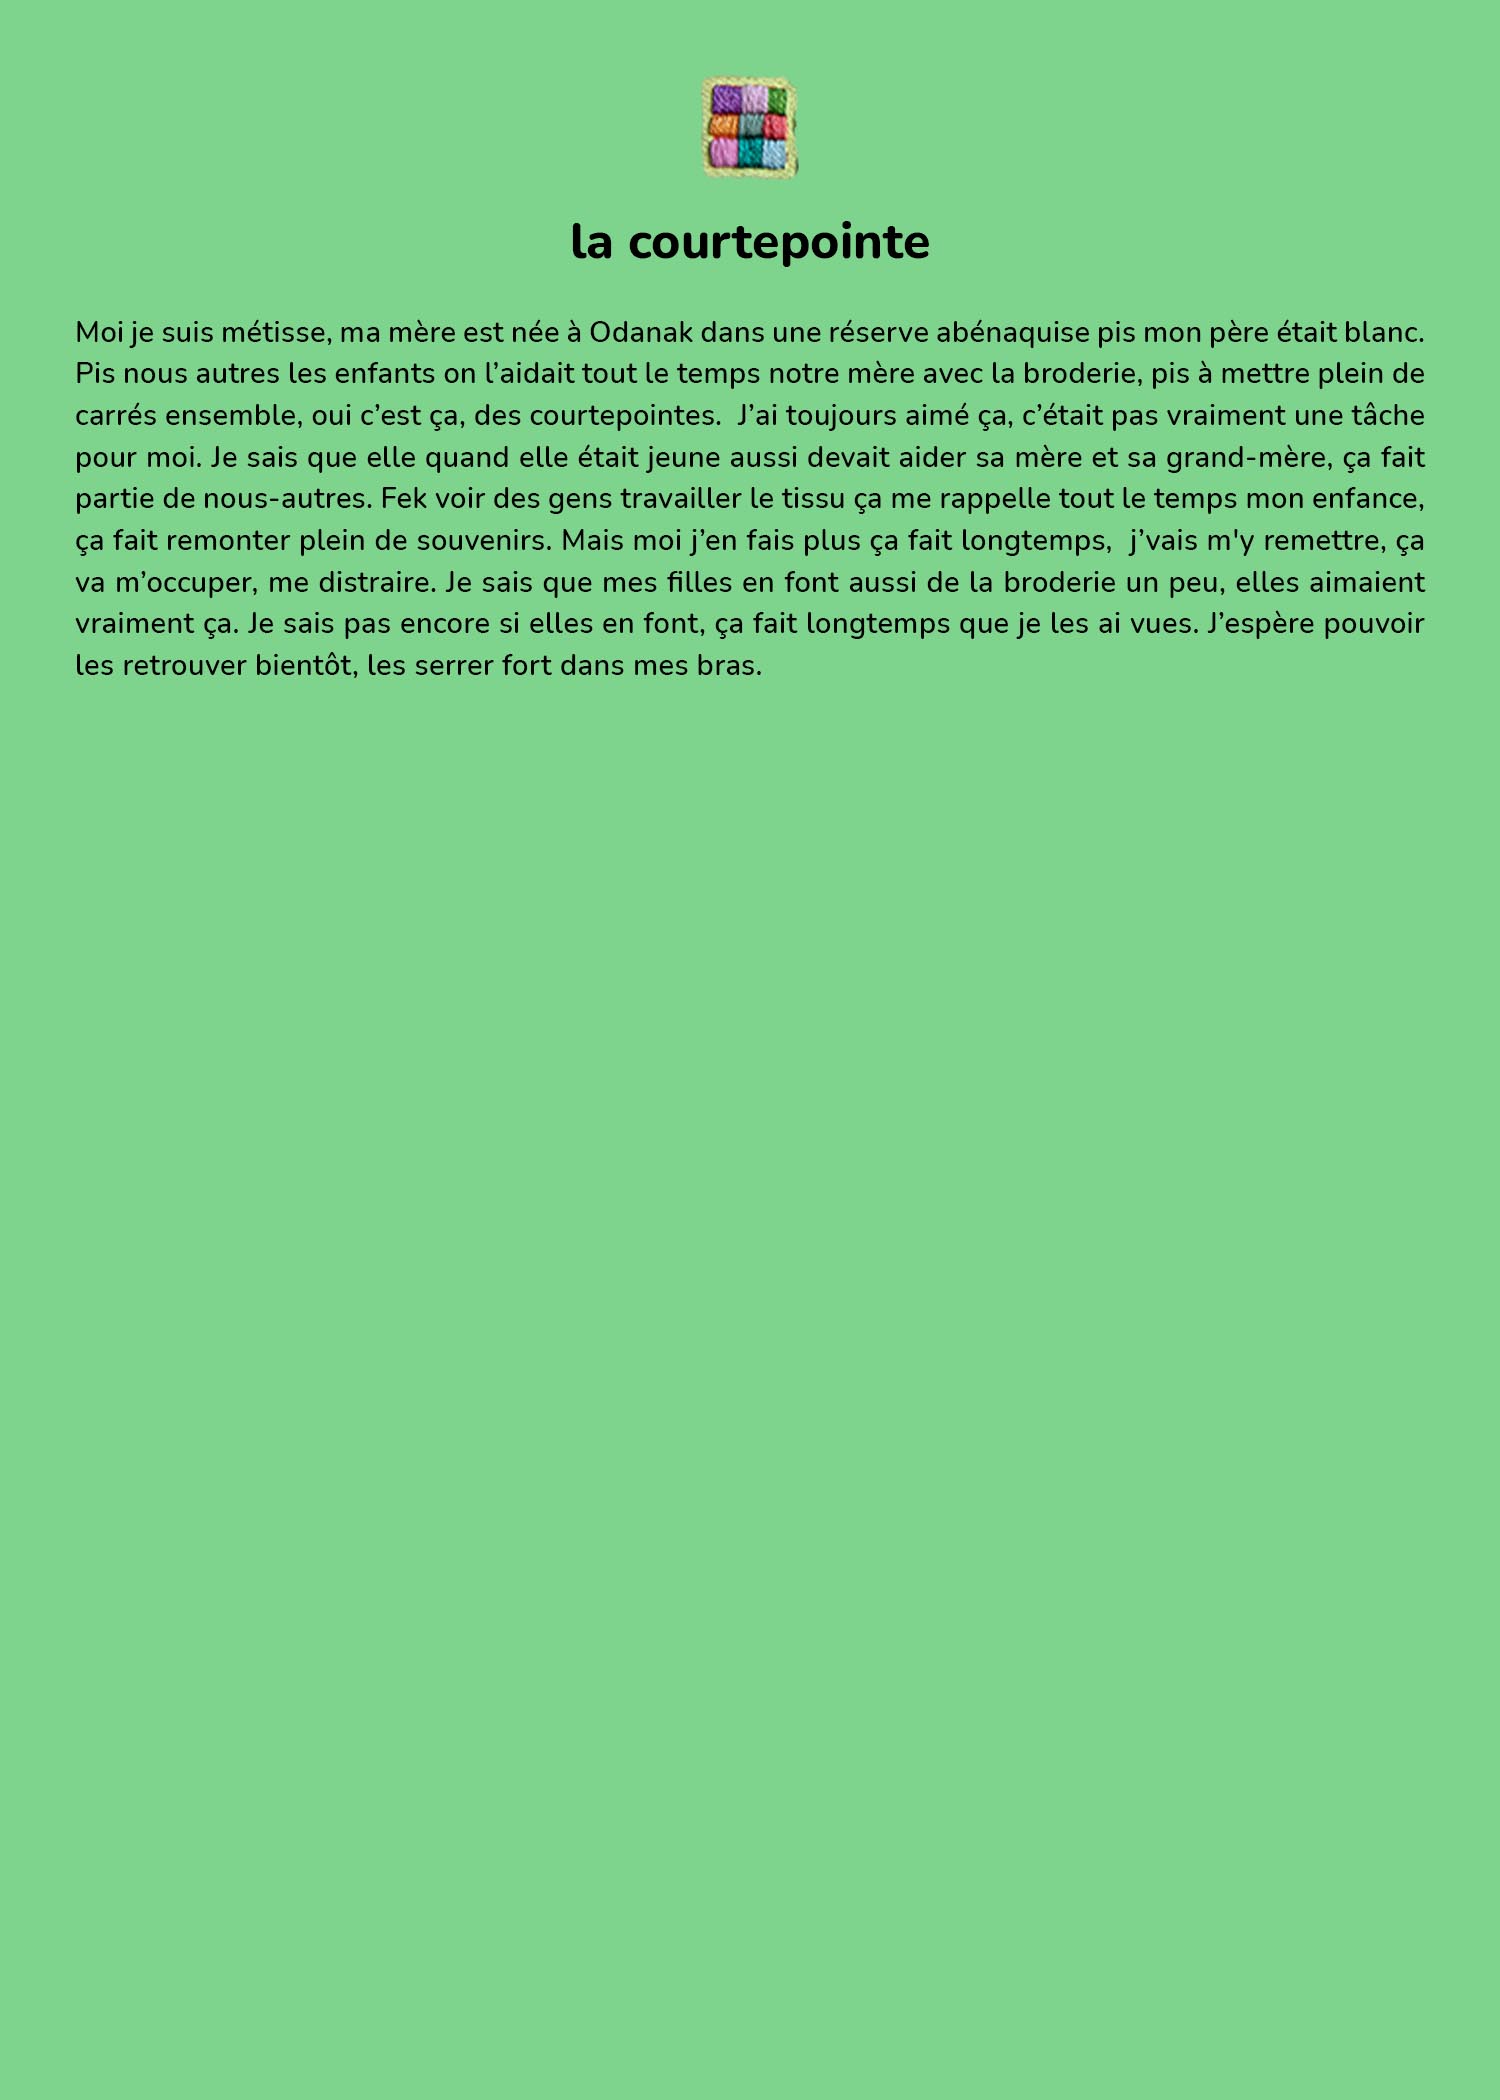 la courtepointe
Moi je suis métisse, ma mère est née à Odanak dans une réserve abénaquise pis mon père était blanc.
Pis nous autres les enfants on l’aidait tout le temps notre mère avec la broderie, pis à mettre plein de
carrés ensemble, oui c’est ça, des courtepointes.  J’ai toujours aimé ça, c’était pas vraiment une tâche
pour moi. Je sais que elle quand elle était jeune aussi devait aider sa mère et sa grand-mère, ça fait
partie de nous-autres. Fek voir des gens travailler le tissu ça me rappelle tout le temps mon enfance,
ça fait remonter plein de souvenirs. Mais moi j’en fais plus ça fait longtemps,  j’vais m'y remettre, ça
va m’occuper, me distraire. Je sais que mes filles en font aussi de la broderie un peu, elles aimaient
vraiment ça. Je sais pas encore si elles en font, ça fait longtemps que je les ai vues. J’espère pouvoir
les retrouver bientôt, les serrer fort dans mes bras.